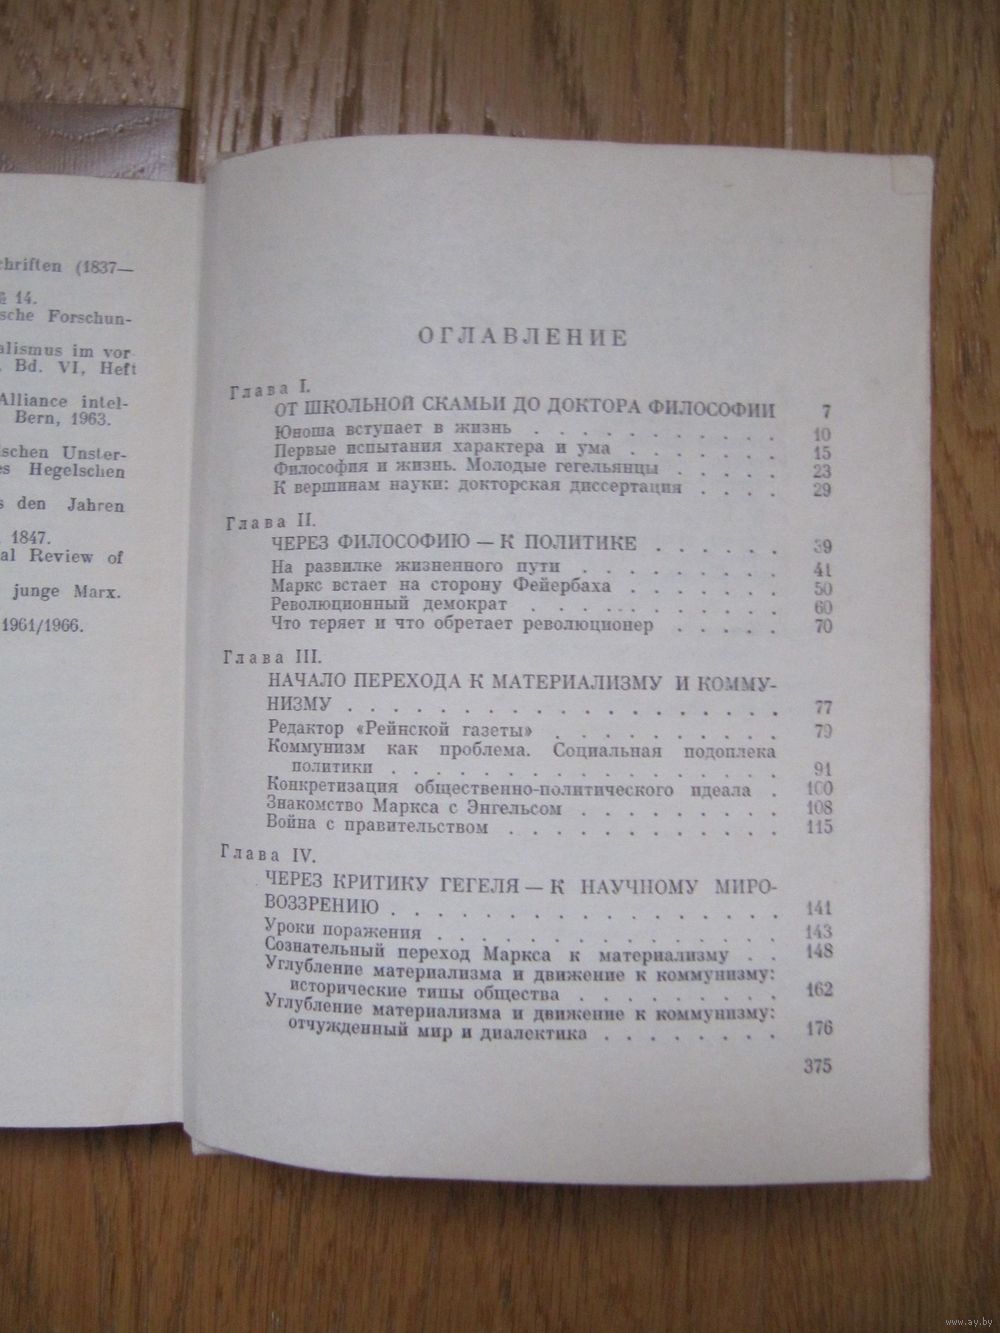 chriften (1837—
№ 14.
sche Forschun-
alismus im vor
. Bd. VI, Heft
Alliance intel-
Bern, 1963.
schen Unster-
es Hegelschen
s den Jahren
1847.
al Review of
junge Marx.
1961/1966.
ОГЛАВЛЕНИЕ
Глава I.
ОТ ШКОЛЬНОЙ СКАМЬИ ДО ДОКТОРА ФИЛОСОФИИ 7
Юноша вступает в жизнь . . . . . . . . . . . 10
Первые испытания характера и ума . . . . . . . 15
Философия и жизнь. Молодые гегельянцы . . . . 23
К вершинам науки: докторская диссертация . . . . 29
Глава II.
ЧЕРЕЗ ФИЛОСОФИЮ — К ПОЛИТИКЕ . . . . . . 39
На развилке жизненного пути . . . . . . . . . 41
Маркс встает на сторону Фейербаха . . . . . . . 50
Революционный демократ . . . . . . . . . . . 60
Что теряет и что обретает революционер . . . . . 70
Глава III.
НАЧАЛО ПЕРЕХОДА К МАТЕРИАЛИЗМУ И КОММУ-
НИЗМУ . . . . . . . . . . . . . . . . . . 77
Редактор «Рейнской газеты» . . . . . . . . . . 79
Коммунизм как проблема. Социальная подоплека
политики . . . . . . . . . . . . . . . . . 91
Конкретизация общественно-политического идеала . 100
Знакомство Маркса с Энгельсом . . . . . . . . . 108
Война с правительством . . . . . . . . . . . . 115
Глава IV.
ЧЕРЕЗ КРИТИКУ ГЕГЕЛЯ — К НАУЧНОМУ МИРО-
ВОЗЗРЕНИЮ . . . . . . . . . . . . . . . . 141
Уроки поражения . . . . . . . . . . . . . . 143
Сознательный переход Маркса к материализму . . 148
Углубление материализма и движение к коммунизму:
исторические типы общества . . . . . . . . . 162
Углубление материализма и движение к коммунизму:
отчужденный мир и диалектика . . . . . . . . 176
375
www.ay.by